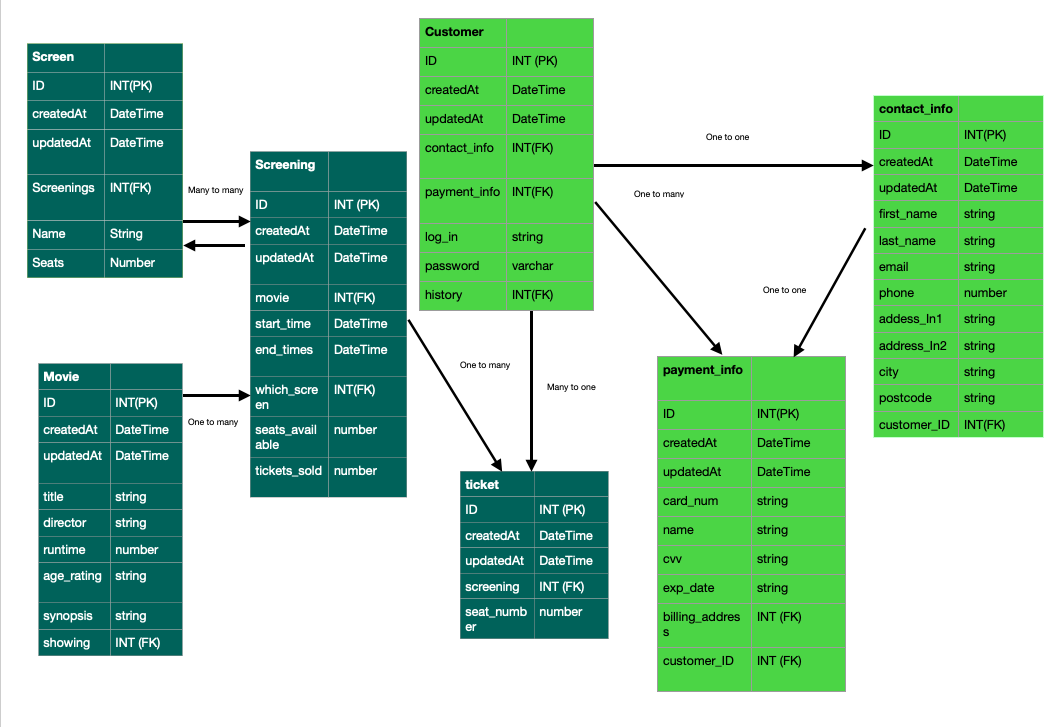 Screen
ID INT(PK)
createdAt DateTime
updatedAt DateTime
Screenings INT(FK)
Name String
Seats Number
Many to many
Screening
ID INT (PK)
createdAt DateTime
updatedAt DateTime
movie INT(FK)
start_time DateTime
end_times DateTime
which_scre INT(FK)
en
seats_avail number
able
tickets_sold number
Movie
ID INT(PK)
createdAt DateTime
updatedAt DateTime
title string
director string
runtime number
age_rating string
synopsis string
showing INT (FK)
One to many
Customer
ID INT (PK)
createdAt DateTime
updatedAt DateTime
contact_info INT(FK)
payment_info INT(FK)
log_in string
password varchar
history INT(FK)
One to many
Many to one
ticket
ID INT (PK)
createdAt DateTime
updatedAt DateTime
screening INT (FK)
seat_numb number
er
One to one
One to many
One to one
payment_info
ID INT(PK)
createdAt DateTime
updatedAt DateTime
card_num string
name string
cvv string
exp_date string
billing_addres INT (FK)
s
customer_ID INT (FK)
contact_info
ID INT(PK)
createdAt DateTime
updatedAt DateTime
first_name string
last_name string
email string
phone number
addess_ln1 string
address_ln2 string
city string
postcode string
customer_ID INT(FK)